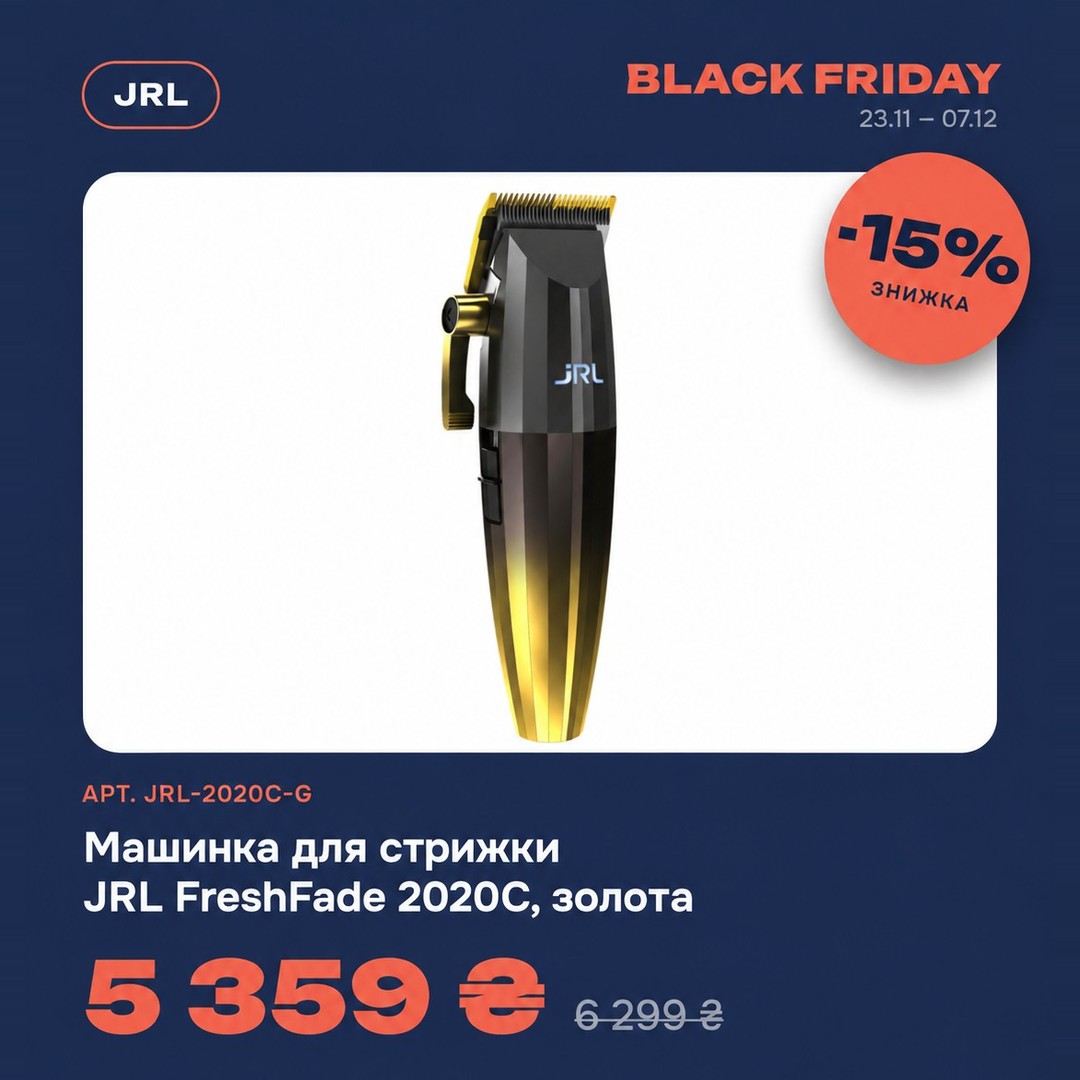 JRL
BLACK FRIDAY
23.11 – 07.12
-15%
ЗНИЖКА
JRL
АРТ. JRL-2020C-G
Машинка для стрижки
JRL FreshFade 2020C, золота
5 359 ₴ 6 299 ₴